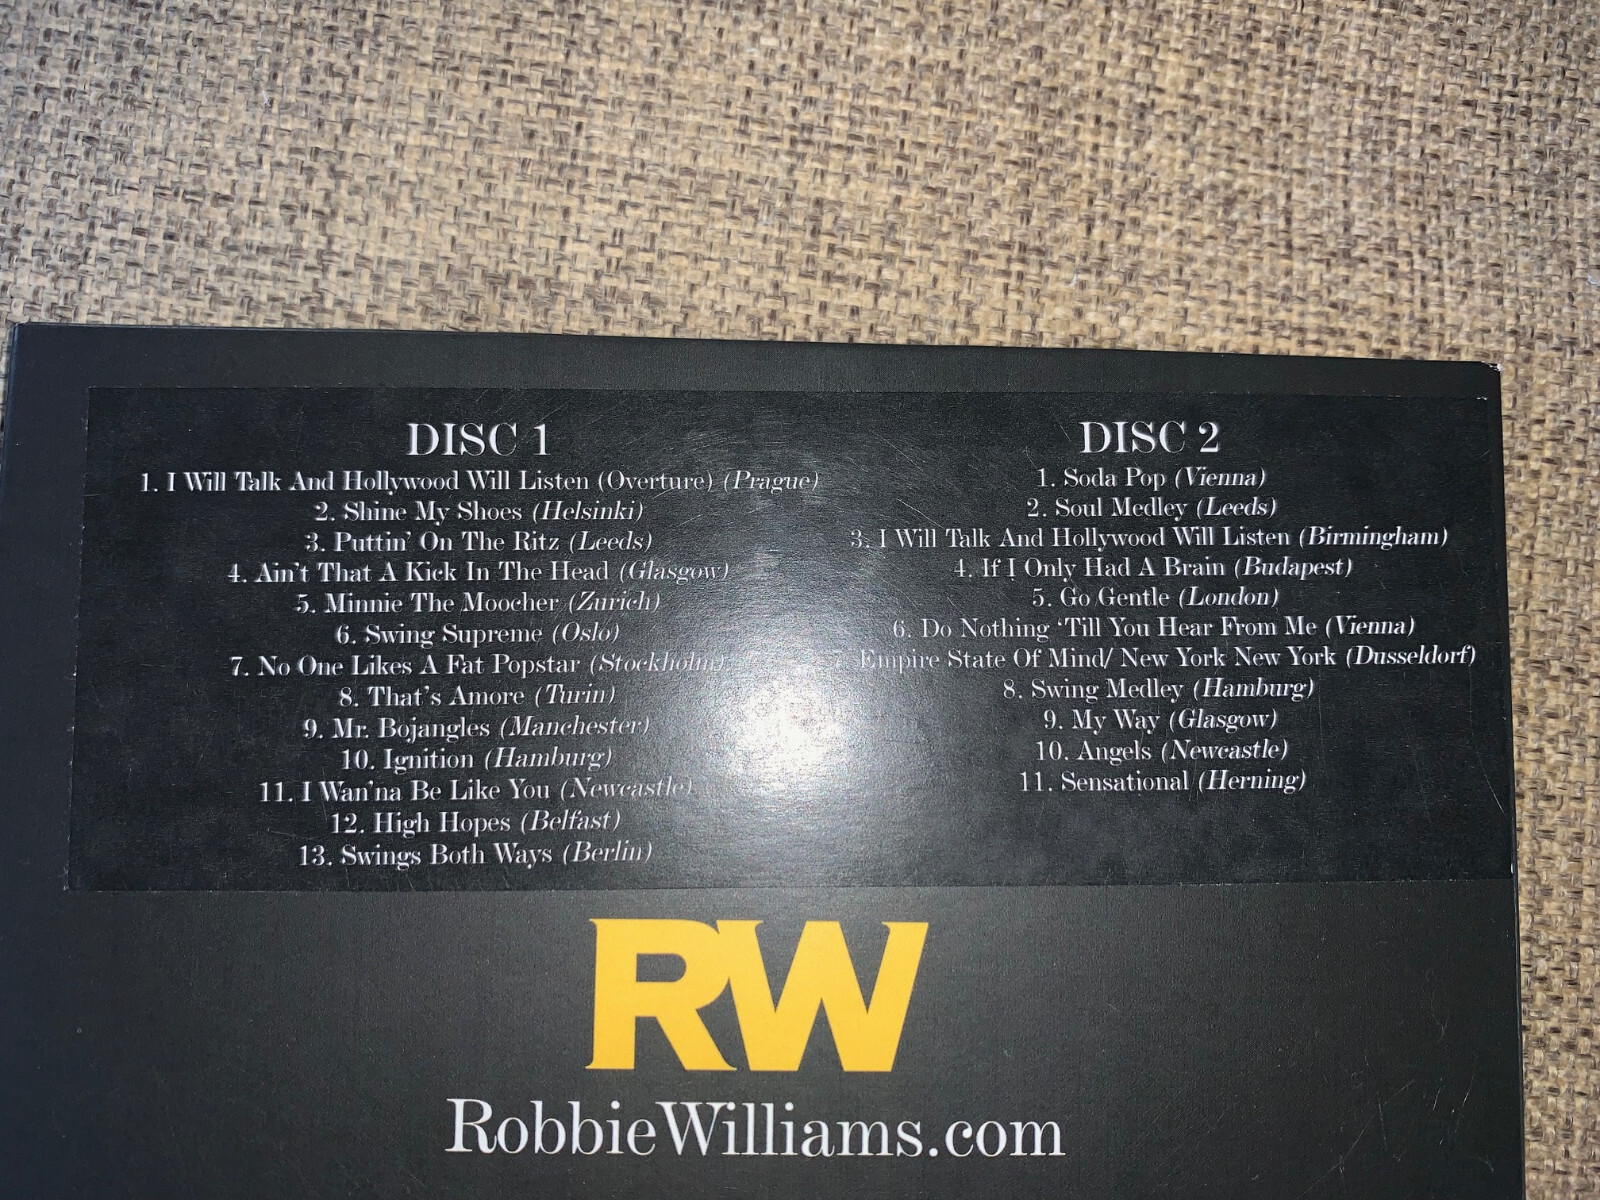 DISC 1
1. I Will Talk And Hollywood Will Listen (Overture) (Prague)
2. Shine My Shoes (Helsinki)
3. Puttin' On The Ritz (Leeds)
4. Ain't That A Kick In The Head (Glasgow)
5. Minnie The Moocher (Zurich)
6. Swing Supreme (Oslo)
7. No One Likes A Fat Popstar (Stockholm)
8. That's Amore (Turin)
9. Mr. Bojangles (Manchester)
10. Ignition (Hamburg)
11. I Wan'na Be Like You (Newcastle)
12. High Hopes (Belfast)
13. Swings Both Ways (Berlin)
DISC 2
1. Soda Pop (Vienna)
2. Soul Medley (Leeds)
3. I Will Talk And Hollywood Will Listen (Birmingham)
4. If I Only Had A Brain (Budapest)
5. Go Gentle (London)
6. Do Nothing 'Till You Hear From Me (Vienna)
7. Empire State Of Mind/ New York New York (Dusseldorf)
8. Swing Medley (Hamburg)
9. My Way (Glasgow)
10. Angels (Newcastle)
11. Sensational (Herning)
RW
RobbieWilliams.com